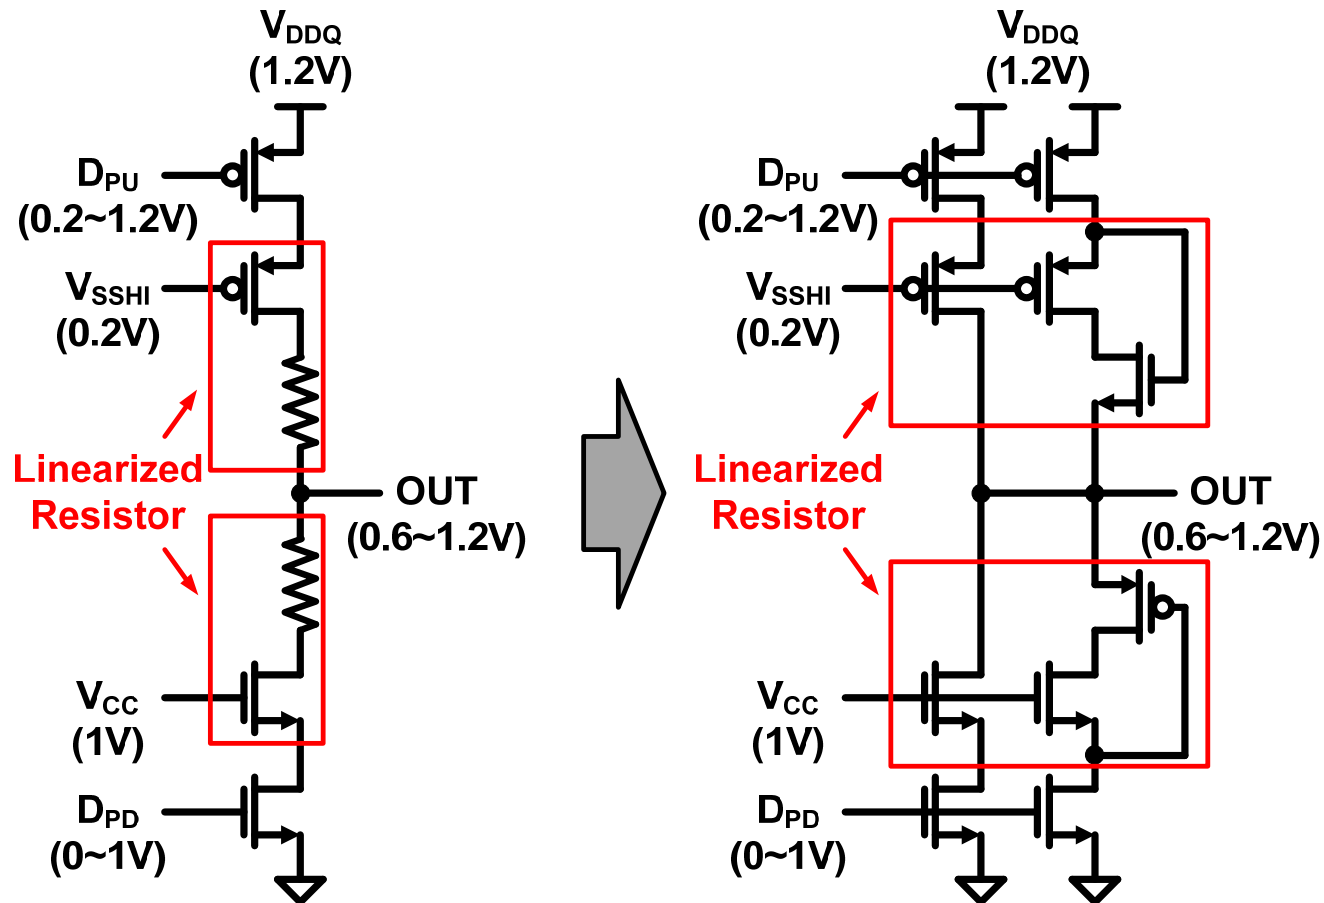 VDDQ
(1.2V)
DPU
(0.2~1.2V)
VSSHI
(0.2V)
Linearized
Resistor
OUT
(0.6~1.2V)
VCC
(1V)
DPD
(0~1V)
VDDQ
(1.2V)
DPU
(0.2~1.2V)
VSSHI
(0.2V)
Linearized
Resistor
OUT
(0.6~1.2V)
VCC
(1V)
DPD
(0~1V)